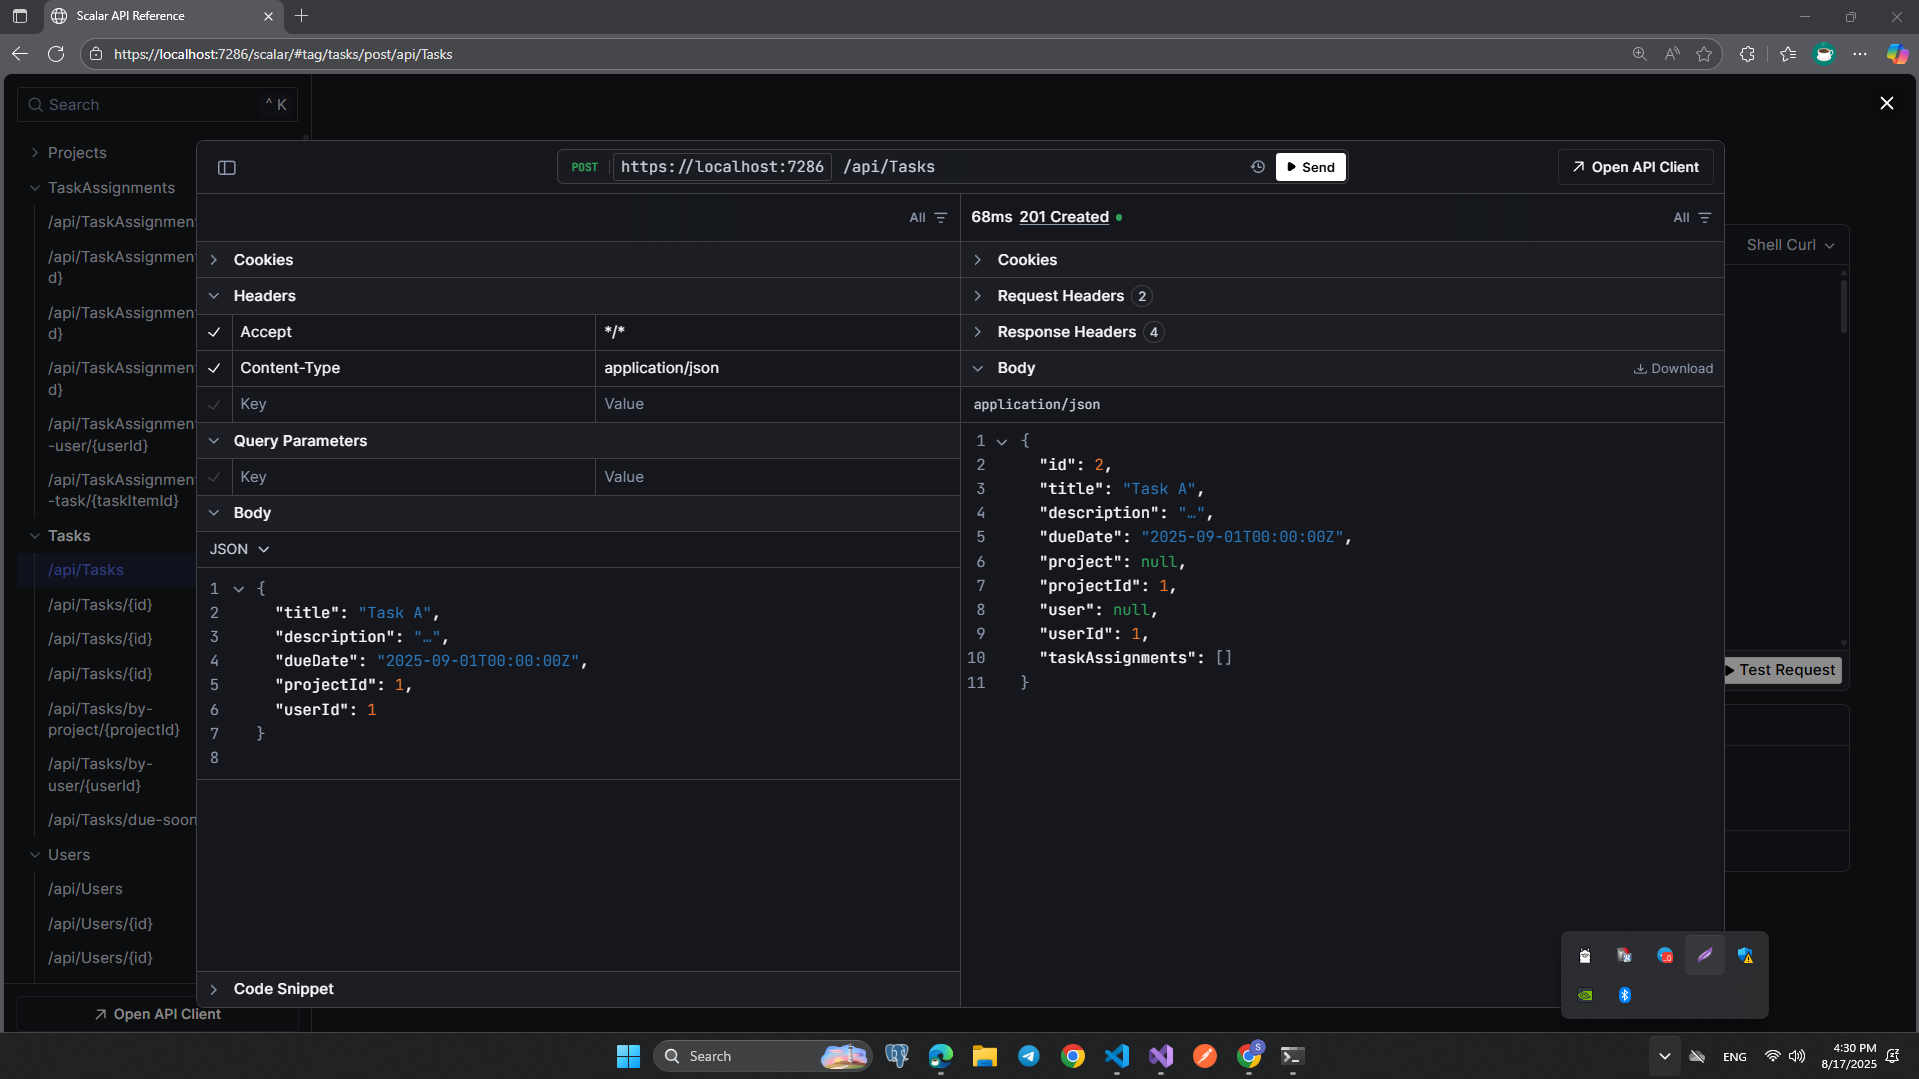 Scalar API Reference
https://localhost:7286/scalar/#tag/tasks/post/api/Tasks
Search
^ K
Projects
TaskAssignments
/api/TaskAssignmen
/api/TaskAssignment
d}
/api/TaskAssignment
d}
/api/TaskAssignment
d}
/api/TaskAssignment
-user/{userId}
/api/TaskAssignment
-task/{taskItemId}
Tasks
/api/Tasks
/api/Tasks/{id}
/api/Tasks/{id}
/api/Tasks/{id}
/api/Tasks/by-
project/{projectId}
/api/Tasks/by-
user/{userId}
/api/Tasks/due-soon
Users
/api/Users
/api/Users/{id}
/api/Users/{id}
Open API Client
POST https://localhost:7286 /api/Tasks
Send
Open API Client
All
Cookies
Headers
Accept */*
Content-Type application/json
Key Value
Query Parameters
Key Value
Body
JSON
1 {
2 "title": "Task A",
3 "description": "…",
4 "dueDate": "2025-09-01T00:00:00Z",
5 "projectId": 1,
6 "userId": 1
7 }
8
Code Snippet
68ms 201 Created
All
Cookies
Request Headers 2
Response Headers 4
Body
Download
application/json
1 {
2 "id": 2,
3 "title": "Task A",
4 "description": "…",
5 "dueDate": "2025-09-01T00:00:00Z",
6 "project": null,
7 "projectId": 1,
8 "user": null,
9 "userId": 1,
10 "taskAssignments": []
11 }
Shell Curl
Test Request
Search
ENG
4:30 PM
8/17/2025